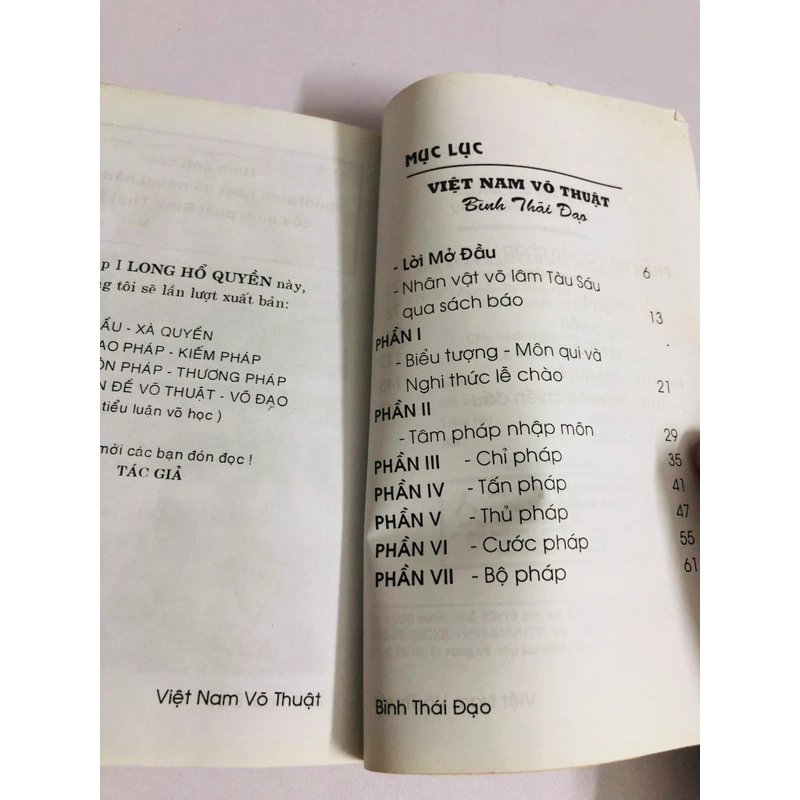 p I LONG HỔ QUYỀN này,
g tôi sẽ lần lượt xuất bản:
ẦU - XÀ QUYỀN
AO PHÁP - KIẾM PHÁP
ÔN PHÁP - THƯƠNG PHÁP
N ĐỀ VÕ THUẬT - VÕ ĐẠO
tiểu luận võ học )
mời các bạn đón đọc !
TÁC GIẢ
Việt Nam Võ Thuật
MỤC LỤC
VIỆT NAM VÕ THUẬT
Bình Thái Đạo
- Lời Mở Đầu 6
- Nhân vật võ lâm Tàu Sáu
qua sách báo 13
PHẦN I
- Biểu tượng - Môn qui và
Nghi thức lễ chào 21
PHẦN II
- Tâm pháp nhập môn 29
PHẦN III - Chỉ pháp 35
PHẦN IV - Tấn pháp 41
PHẦN V - Thủ pháp 47
PHẦN VI - Cước pháp 55
PHẦN VII - Bộ pháp 61
Bình Thái Đạo